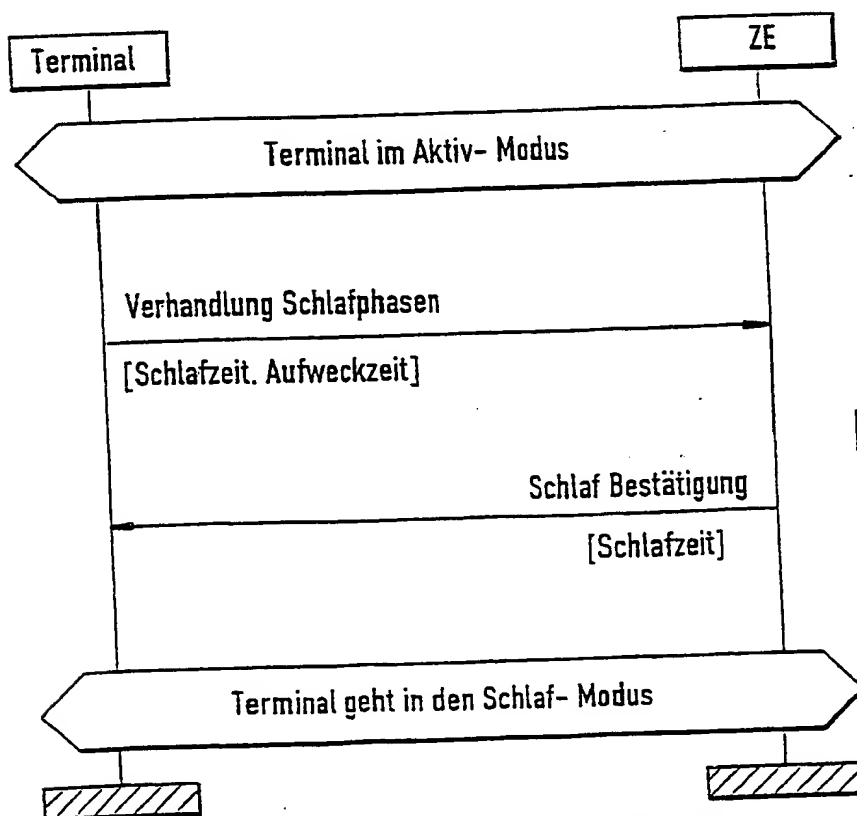 Terminal
ZE
Terminal im Aktiv- Modus
Verhandlung Schlafphasen
[Schlafzeit. Aufweckzeit]
Schlaf Bestätigung
[Schlafzeit]
Terminal geht in den Schlaf- Modus